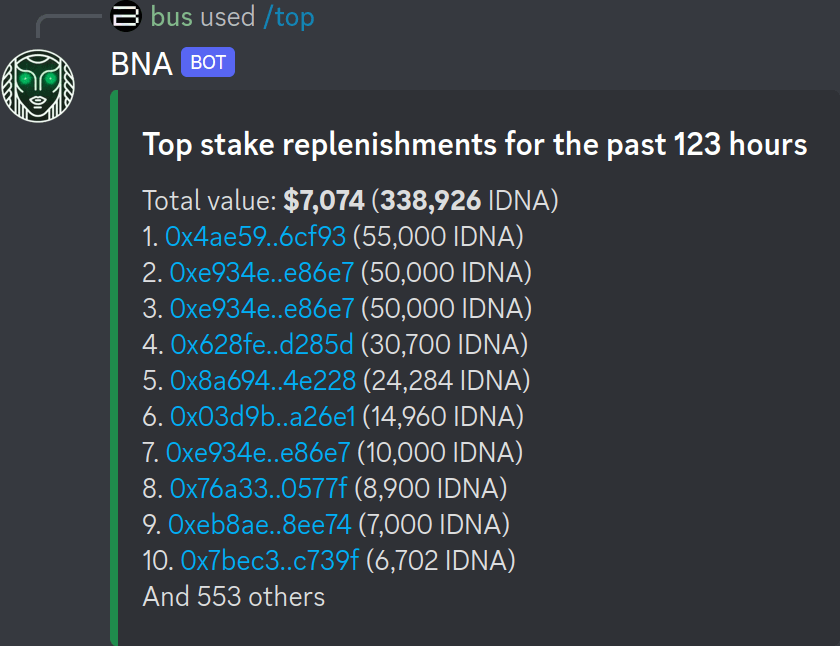 bus used /top
BNA BOT
Top stake replenishments for the past 123 hours
Total value: $7,074 (338,926 IDNA)
1. 0x4ae59..6cf93 (55,000 IDNA)
2. 0xe934e..e86e7 (50,000 IDNA)
3. 0xe934e..e86e7 (50,000 IDNA)
4. 0x628fe..d285d (30,700 IDNA)
5. 0x8a694..4e228 (24,284 IDNA)
6. 0x03d9b..a26e1 (14,960 IDNA)
7. 0xe934e..e86e7 (10,000 IDNA)
8. 0x76a33..0577f (8,900 IDNA)
9. 0xeb8ae..8ee74 (7,000 IDNA)
10. 0x7bec3..c739f (6,702 IDNA)
And 553 others